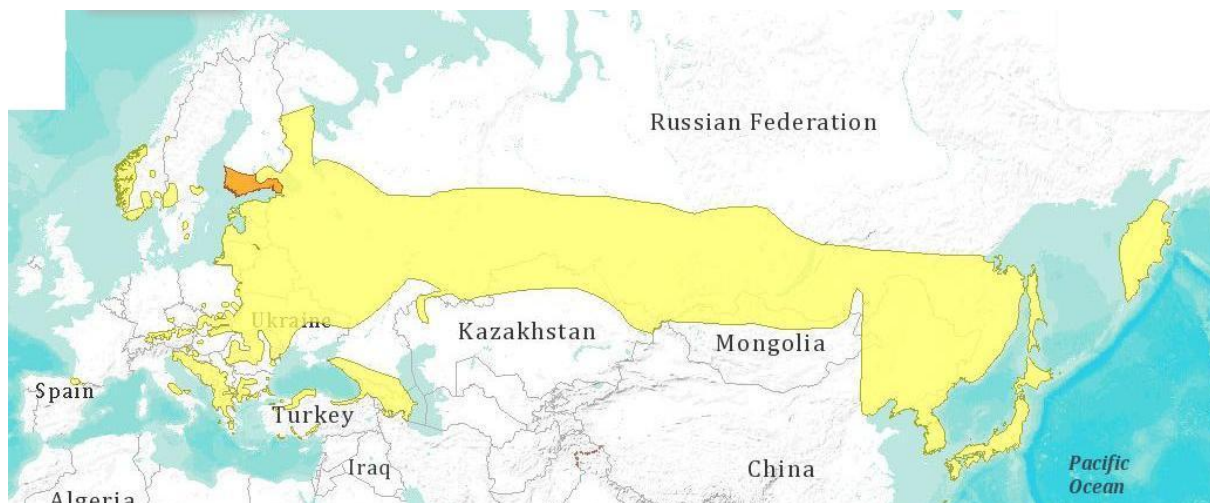 Russian Federation
Ukraine
Kazakhstan
Mongolia
Spain
Turkey
Iraq
China
Pacific
Ocean
Algeria